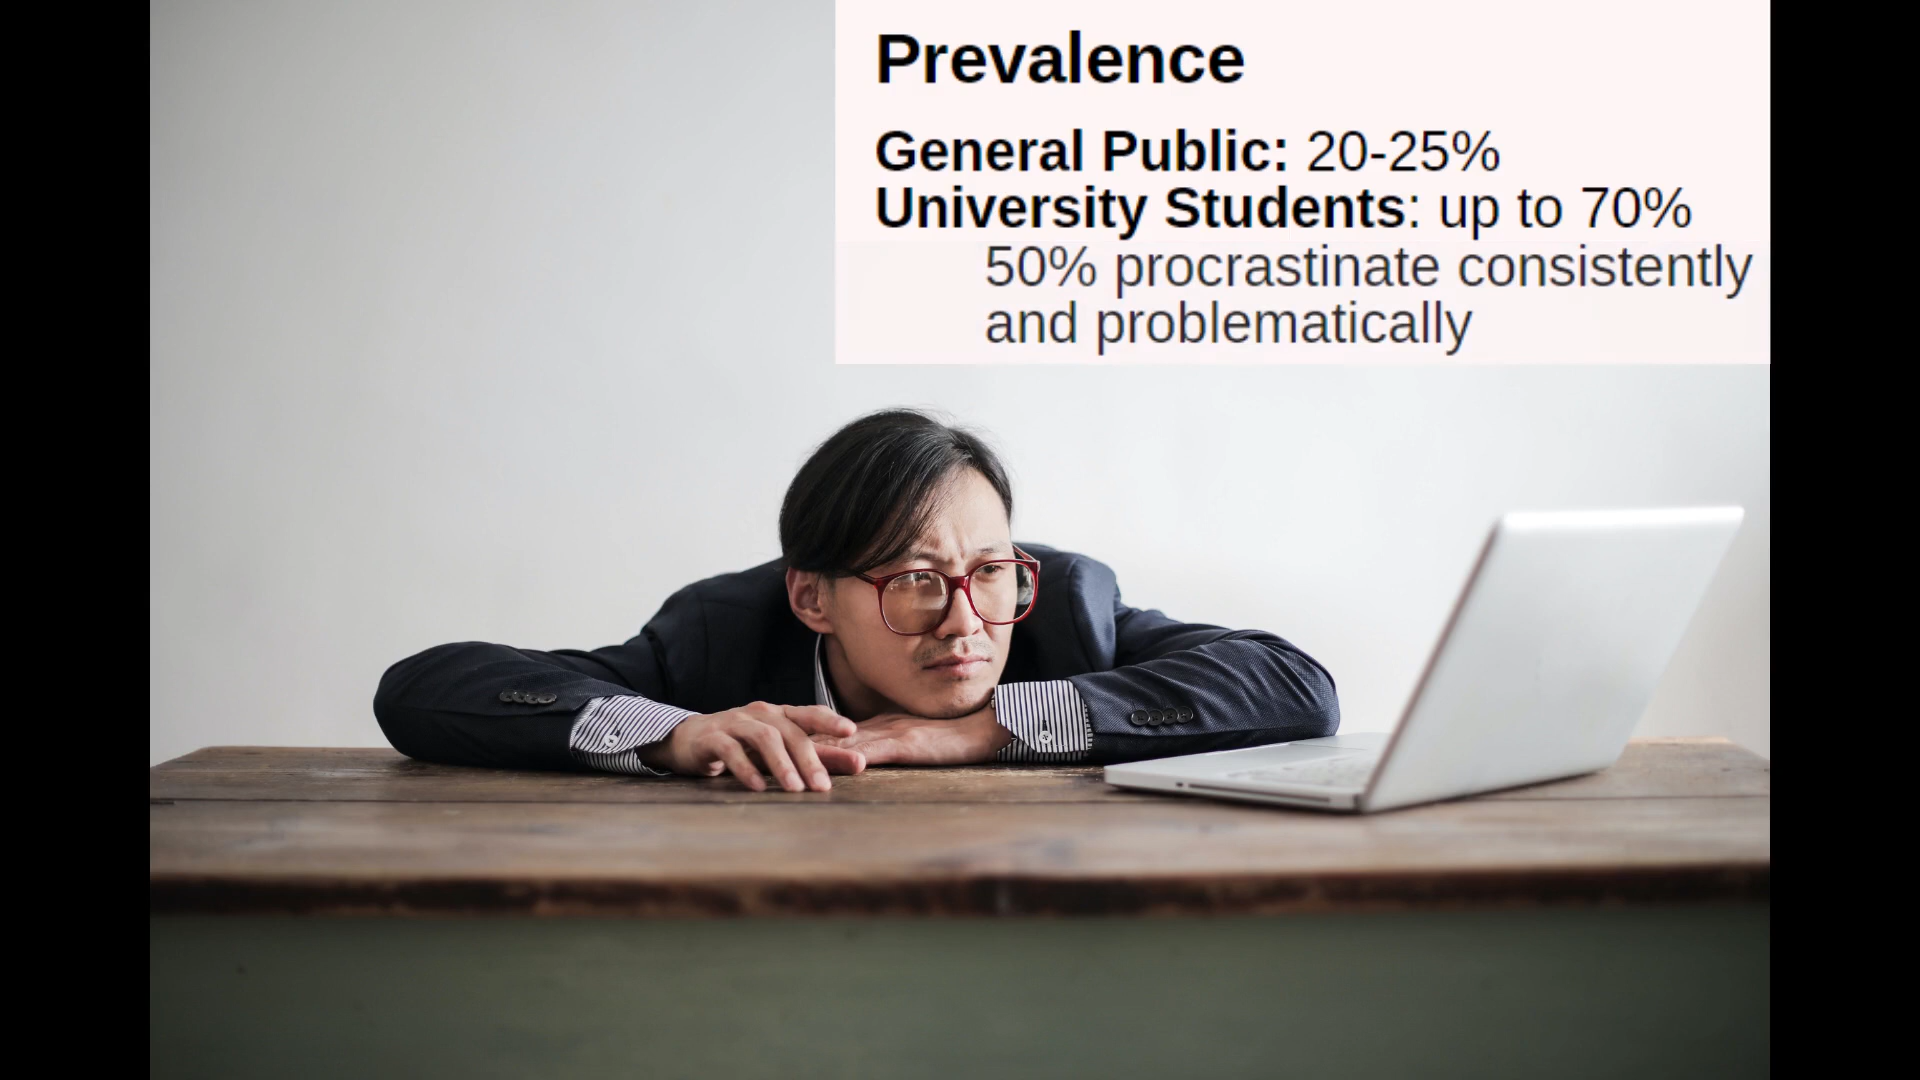 Prevalence
General Public: 20-25%
University Students: up to 70%
50% procrastinate consistently
and problematically